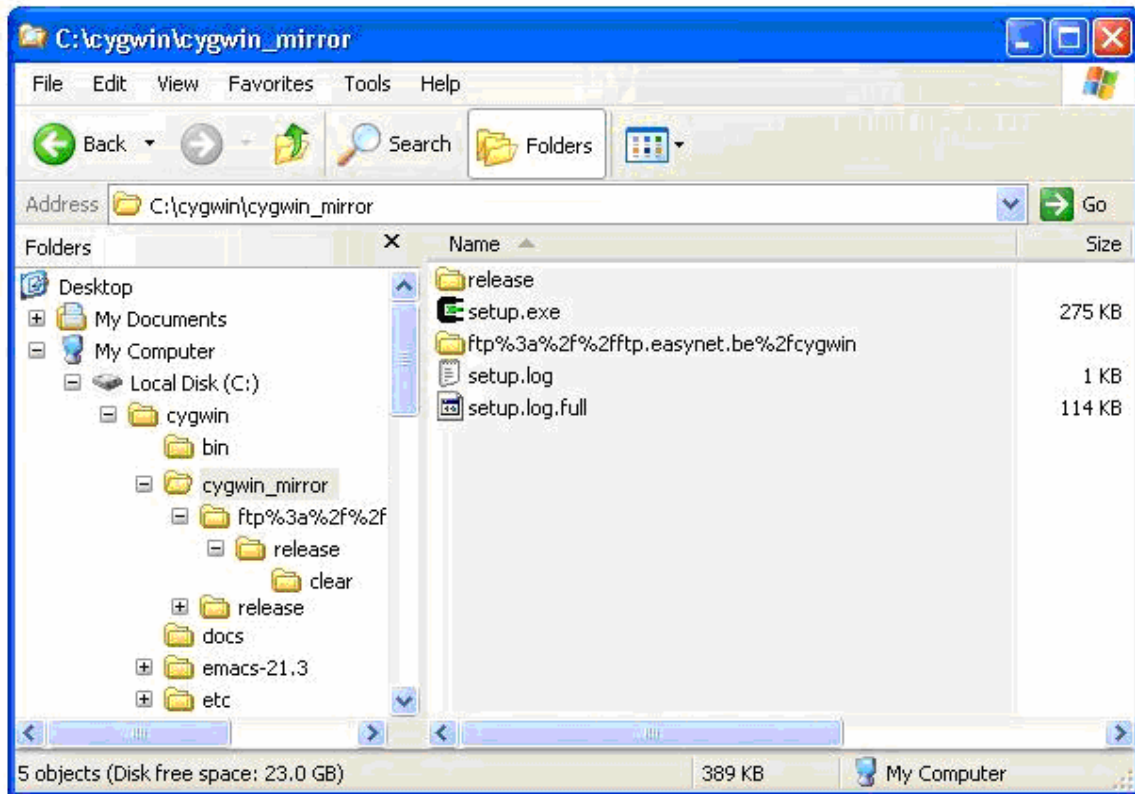 C:\cygwin\cygwin_mirror
File Edit View Favorites Tools Help
Back Search Folders
Address C:\cygwin\cygwin_mirror Go
Folders Name Size
Desktop
My Documents
My Computer
Local Disk (C:)
cygwin
bin
cygwin_mirror
ftp%3a%2f%2f
release
clear
release
docs
emacs-21.3
etc
release
setup.exe 275 KB
ftp%3a%2f%2fftp.easynet.be%2fcygwin
setup.log 1 KB
setup.log.full 114 KB
5 objects (Disk free space: 23.0 GB) 389 KB My Computer